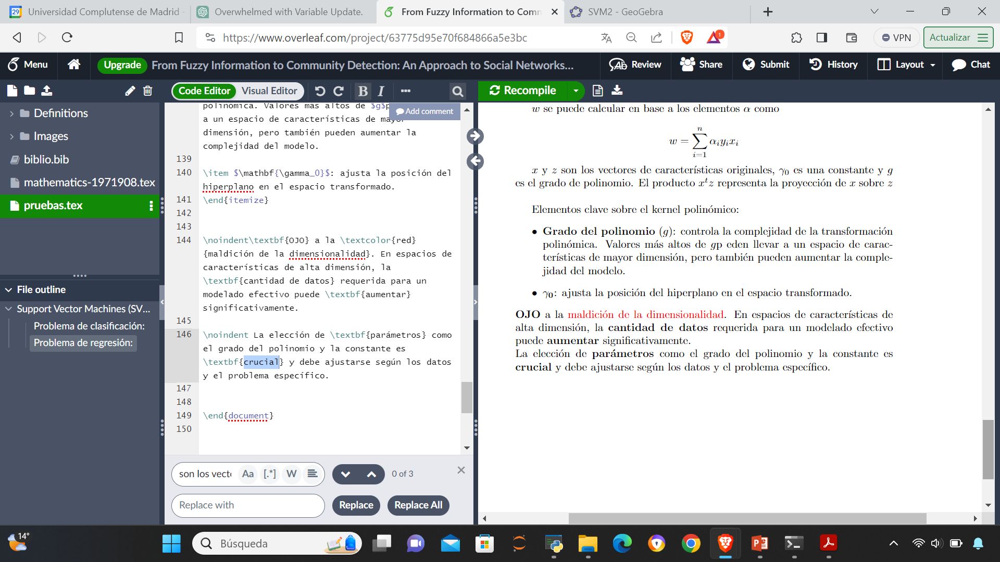 29 Universidad Complutense de Madrid -
Overwhelmed with Variable Update.
From Fuzzy Information to Comm
SVM2 - GeoGebra
https://www.overleaf.com/project/63775d95e70f684866a5e3bc
1
VPN
Actualizar
Menu
Upgrade
From Fuzzy Information to Community Detection: An Approach to Social Networks...
Review
Share
Submit
History
Layout
Chat
Code Editor
Visual Editor
B I
Recompile
Definitions
Images
biblio.bib
mathematics-1971908.tex
pruebas.tex
File outline
Support Vector Machines (SV...
Problema de clasificación:
Problema de regresión:
polinómica. Valores más altos de $g$p
Add comment
a un espacio de características de mayor
dimensión, pero también pueden aumentar la
complejidad del modelo.
139
140 \item $\mathbf{\gamma_0}$: ajusta la posición del
hiperplano en el espacio transformado.
141 \end{itemize}
142
143
144 \noindent\textbf{OJO} a la \textcolor{red}
{maldición de la dimensionalidad}. En espacios de
características de alta dimensión, la
\textbf{cantidad de datos} requerida para un
modelado efectivo puede \textbf{aumentar}
significativamente.
145
146 \noindent La elección de \textbf{parámetros} como
el grado del polinomio y la constante es
\textbf{crucial} y debe ajustarse según los datos
y el problema específico.
147
148
149 \end{document}
150
son los vect
Aa [.*] W
0 of 3
Replace with
Replace
Replace All
w se puede calcular en base a los elementos α como
w = ∑_{i=1}^{n} α_i y_i x_i
x y z son los vectores de características originales, γ₀ es una constante y g
es el grado de polinomio. El producto xᵗz representa la proyección de x sobre z
Elementos clave sobre el kernel polinómico:
• Grado del polinomio (g): controla la complejidad de la transformación
polinómica. Valores más altos de gp eden llevar a un espacio de carac-
terísticas de mayor dimensión, pero también pueden aumentar la comple-
jidad del modelo.
• γ₀: ajusta la posición del hiperplano en el espacio transformado.
OJO a la maldición de la dimensionalidad. En espacios de características de
alta dimensión, la cantidad de datos requerida para un modelado efectivo
puede aumentar significativamente.
La elección de parámetros como el grado del polinomio y la constante es
crucial y debe ajustarse según los datos y el problema específico.
14°
Búsqueda